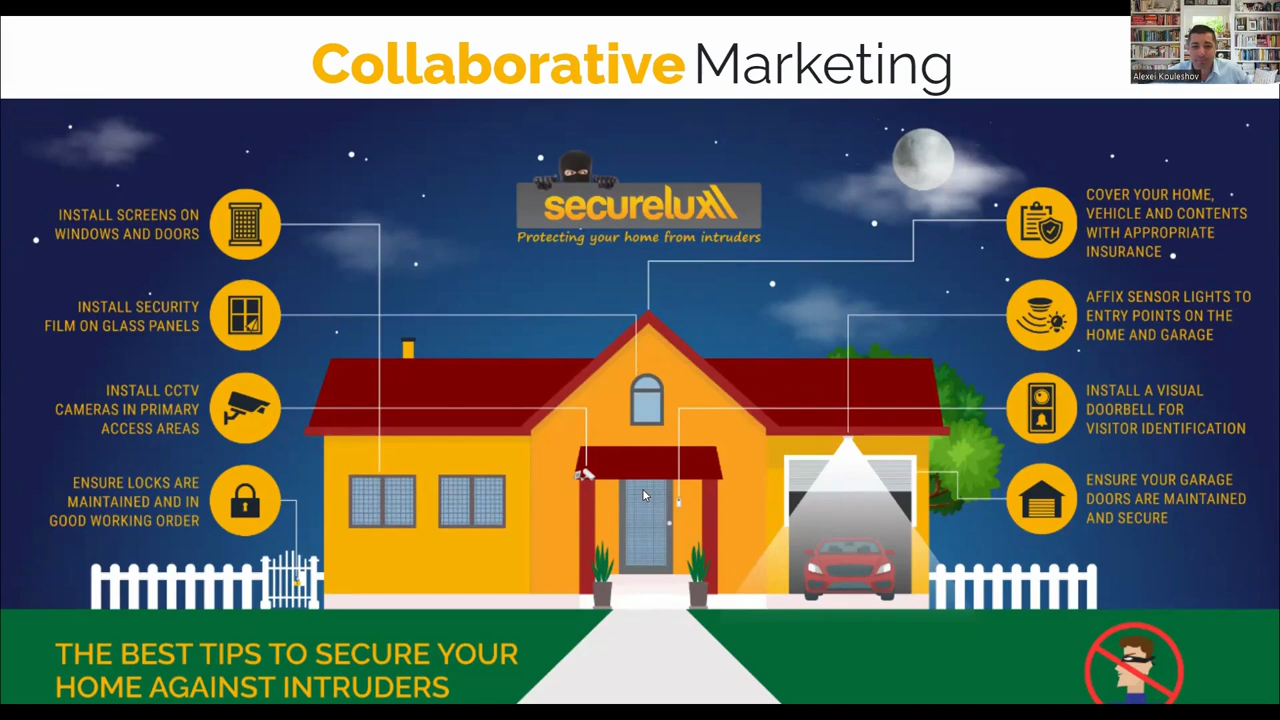 Collaborative Marketing
Alexei Kouleshov
securelux
Protecting your home from intruders
INSTALL SCREENS ON
WINDOWS AND DOORS
INSTALL SECURITY
FILM ON GLASS PANELS
INSTALL CCTV
CAMERAS IN PRIMARY
ACCESS AREAS
ENSURE LOCKS ARE
MAINTAINED AND IN
GOOD WORKING ORDER
COVER YOUR HOME,
VEHICLE AND CONTENTS
WITH APPROPRIATE
INSURANCE
AFFIX SENSOR LIGHTS TO
ENTRY POINTS ON THE
HOME AND GARAGE
INSTALL A VISUAL
DOORBELL FOR
VISITOR IDENTIFICATION
ENSURE YOUR GARAGE
DOORS ARE MAINTAINED
AND SECURE
THE BEST TIPS TO SECURE YOUR
HOME AGAINST INTRUDERS